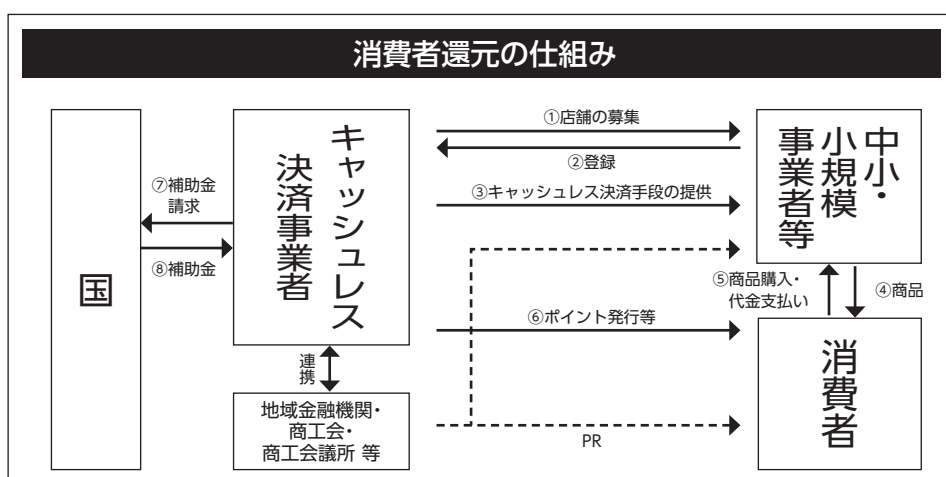 消費者還元の仕組み
国
⑦補助金
請求
⑧補助金
キャッシュレス
決済事業者
連携
地域金融機関・
商工会・
商工会議所 等
①店舗の募集
②登録
③キャッシュレス決済手段の提供
⑥ポイント発行等
PR
中小・
小規模
事業者等
⑤商品購入・
代金支払い
④商品
消費者